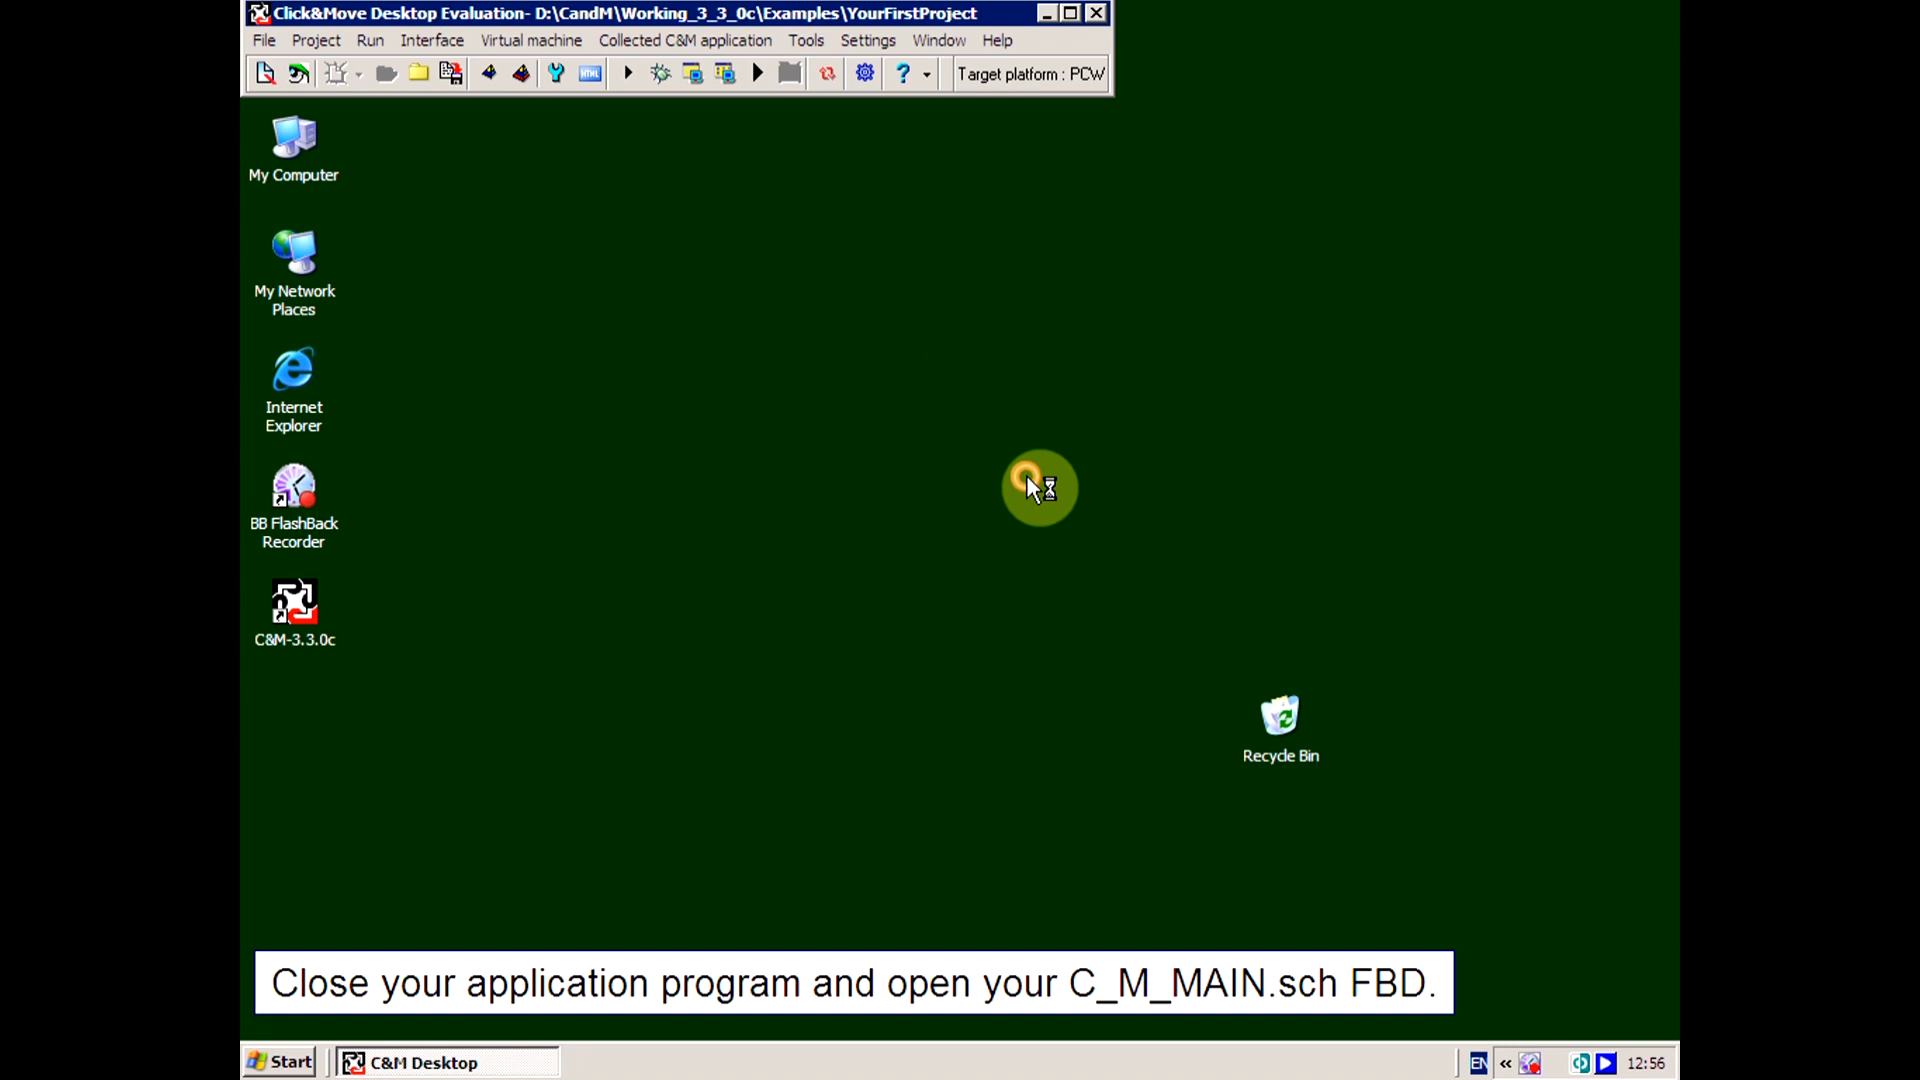 Click&Move Desktop Evaluation- D:\CandM\Working_3_3_0c\Examples\YourFirstProject
File Project Run Interface Virtual machine Collected C&M application Tools Settings Window Help
HTML ? Target platform : PCW
My Computer
My Network
Places
Internet
Explorer
BB FlashBack
Recorder
C&M-3.3.0c
Recycle Bin
Close your application program and open your C_M_MAIN.sch FBD.
Start C&M Desktop EN « 12:56